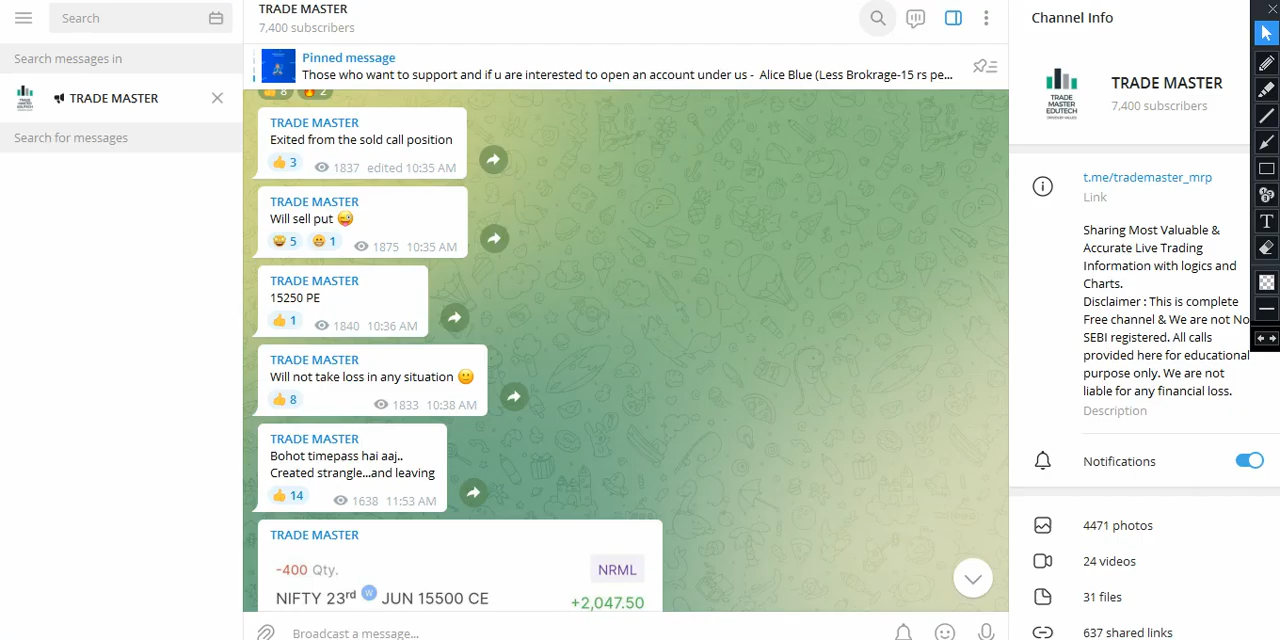 Search
Search messages in
TRADE MASTER
Search for messages
TRADE MASTER
7,400 subscribers
Pinned message
Those who want to support and if u are interested to open an account under us - Alice Blue (Less Brokrage-15 rs pe...
8 2
TRADE MASTER
Exited from the sold call position
3 1837 edited 10:35 AM
TRADE MASTER
Will sell put
5 1 1875 10:35 AM
TRADE MASTER
15250 PE
1 1840 10:36 AM
TRADE MASTER
Will not take loss in any situation
8 1833 10:38 AM
TRADE MASTER
Bohot timepass hai aaj..
Created strangle...and leaving
14 1638 11:53 AM
TRADE MASTER
-400 Qty. NRML
NIFTY 23rd W JUN 15500 CE +2,047.50
Broadcast a message...
Channel Info
TRADE MASTER EDUTECH
TRADE MASTER
7,400 subscribers
t.me/trademaster_mrp
Link
Sharing Most Valuable &
Accurate Live Trading
Information with logics and
Charts.
Disclaimer : This is complete
Free channel & We are not No
SEBI registered. All calls
provided here for educational
purpose only. We are not
liable for any financial loss.
Description
Notifications
4471 photos
24 videos
31 files
637 shared links
T